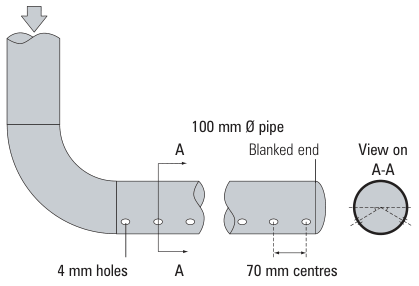 100 mm Ø pipe
A
Blanked end
View on
A-A
4 mm holes
A
70 mm centres